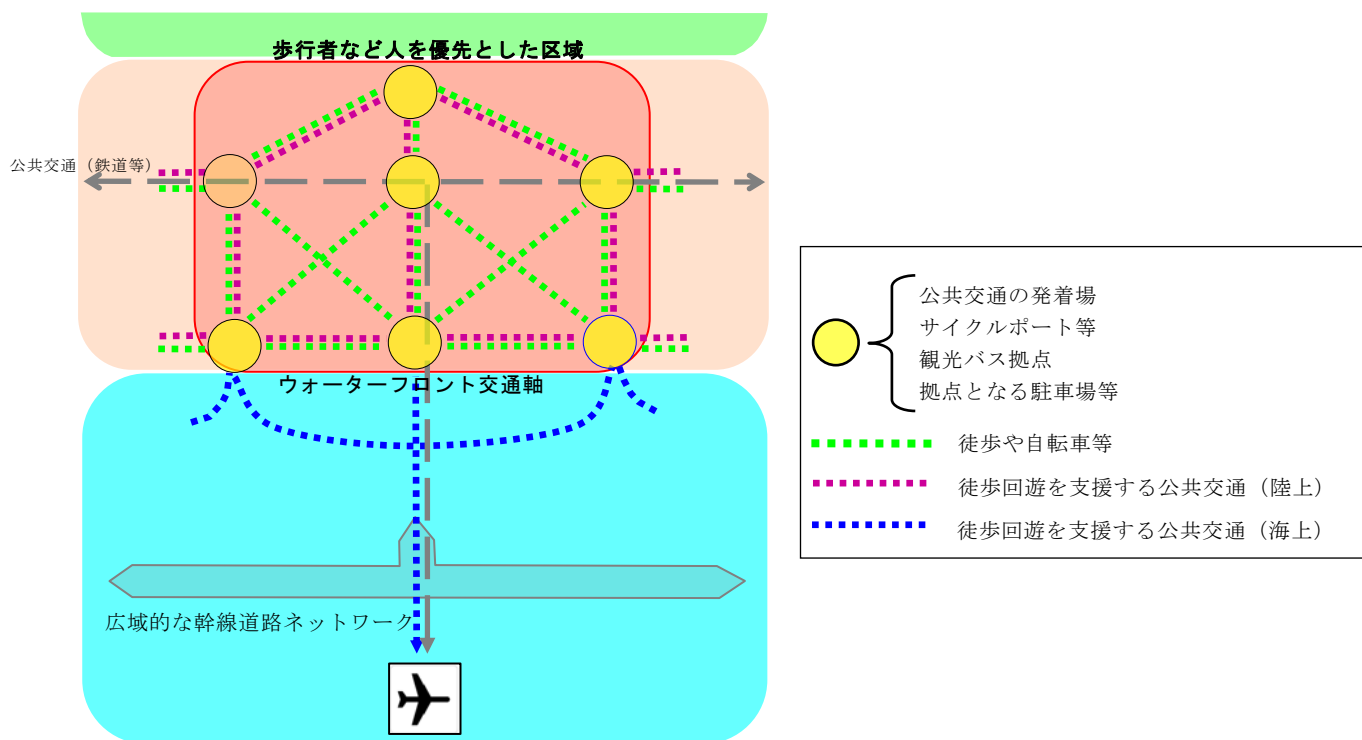 歩行者など人を優先とした区域
公共交通（鉄道等）
ウォーターフロント交通軸
広域的な幹線道路ネットワーク
公共交通の発着場
サイクルポート等
観光バス拠点
拠点となる駐車場等
徒歩や自転車等
徒歩回遊を支援する公共交通（陸上）
徒歩回遊を支援する公共交通（海上）